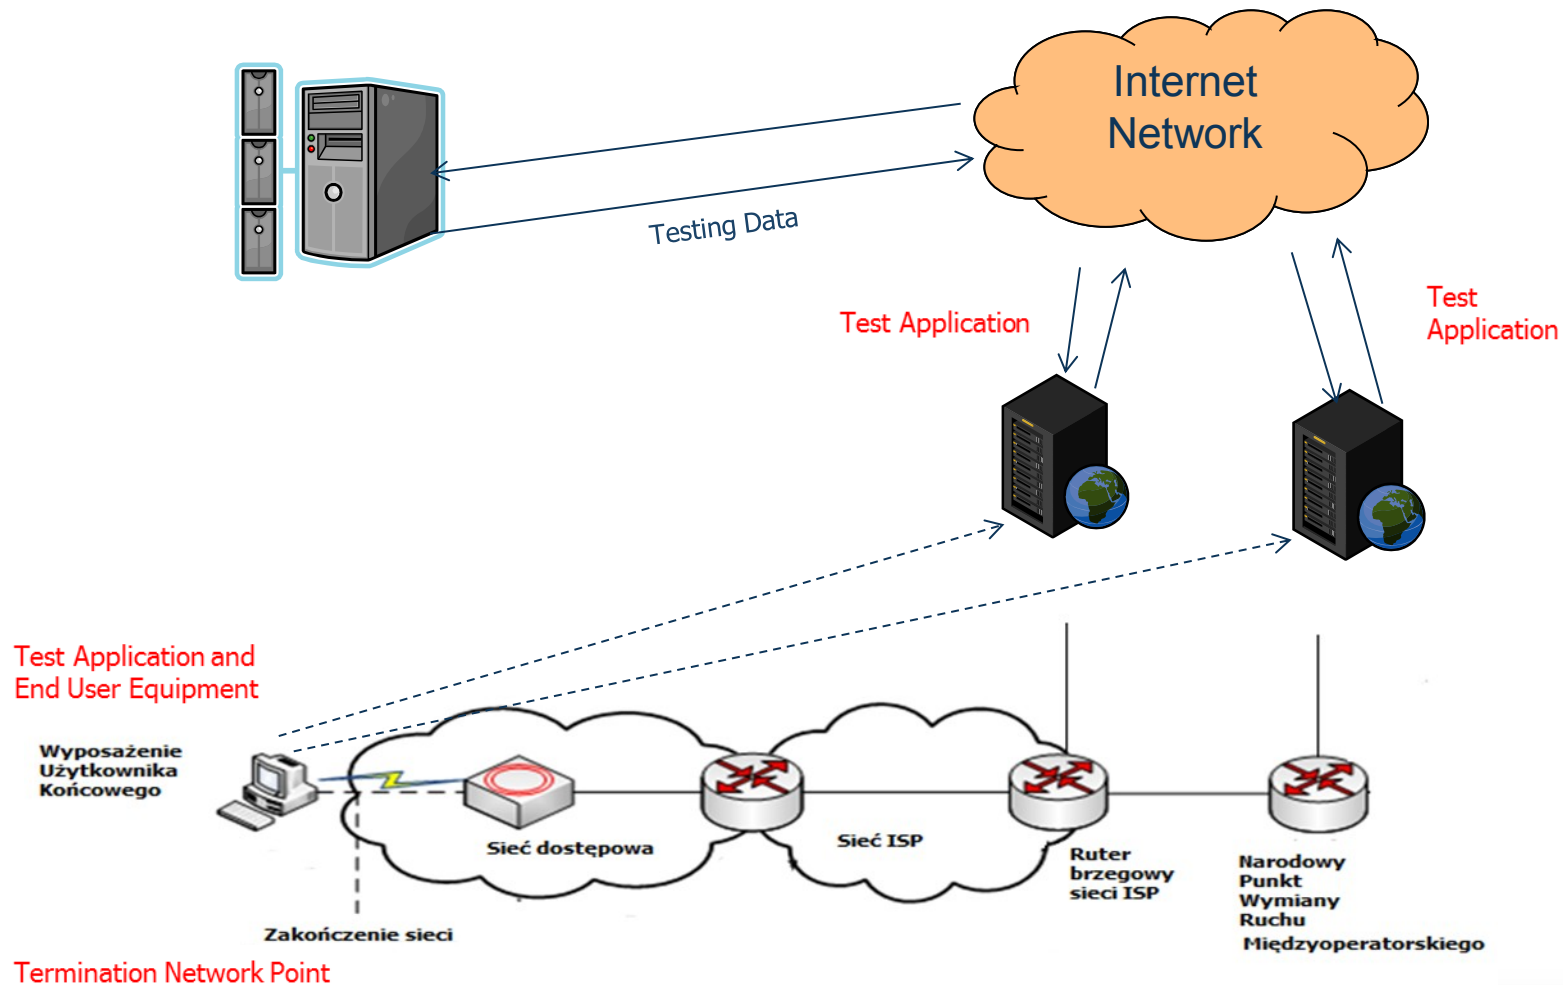 Internet
Network
Testing Data
Test Application
Test
Application
Test Application and
End User Equipment
Wyposażenie
Użytkownika
Końcowego
Sieć dostępowa
Sieć ISP
Ruter
brzegowy
sieci ISP
Narodowy
Punkt
Wymiany
Ruchu
Międzyoperatorskiego
Zakończenie sieci
Termination Network Point